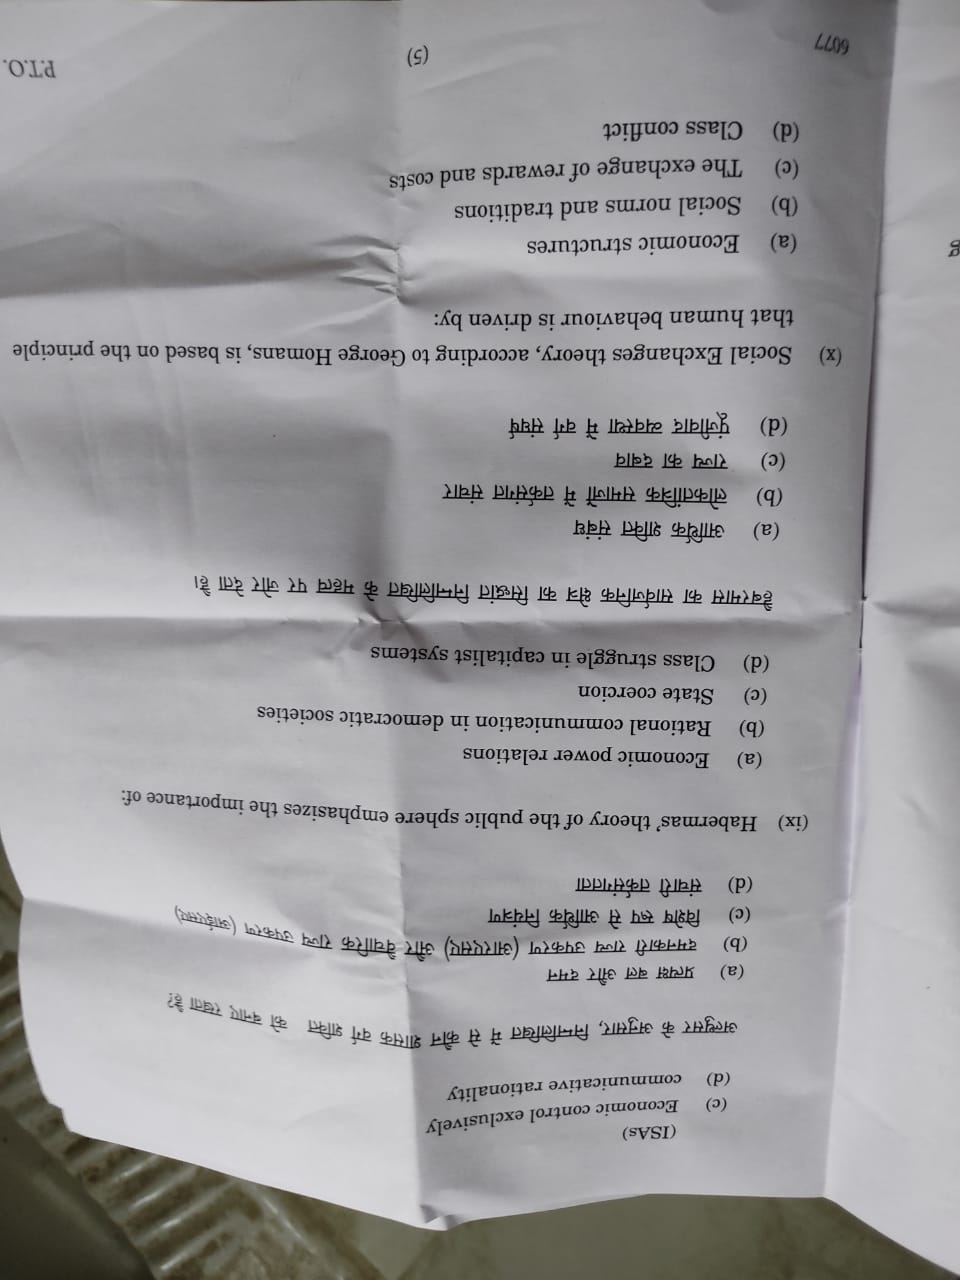 (ISAs)
(c) Economic control exclusively
(d) communicative rationality
अल्थुसर के अनुसार, निम्नलिखित में से कौन शासक वर्ग शक्ति को बनाए रखता है?
(a) प्रत्यक्ष बल और दमन
(b) दमनकारी राज्य उपकरण (आरएसए) और वैचारिक राज्य उपकरण (आईएसए)
(c) विशेष रूप से आर्थिक नियंत्रण
(d) संचारी तर्कसंगतता
(ix) Habermas' theory of the public sphere emphasizes the importance of:
(a) Economic power relations
(b) Rational communication in democratic societies
(c) State coercion
(d) Class struggle in capitalist systems
हैबरमास का सार्वजनिक क्षेत्र का सिद्धांत निम्नलिखित के महत्व पर जोर देता है।
(a) आर्थिक शक्ति संबंध
(b) लोकतांत्रिक समाजों में तर्कसंगत संचार
(c) राज्य का दबाव
(d) पूंजीवाद व्यवस्था में वर्ग संघर्ष
(x) Social Exchanges theory, according to George Homans, is based on the principle
that human behaviour is driven by:
(a) Economic structures
(b) Social norms and traditions
(c) The exchange of rewards and costs
(d) Class conflict
6077 (5) P.T.O.
g